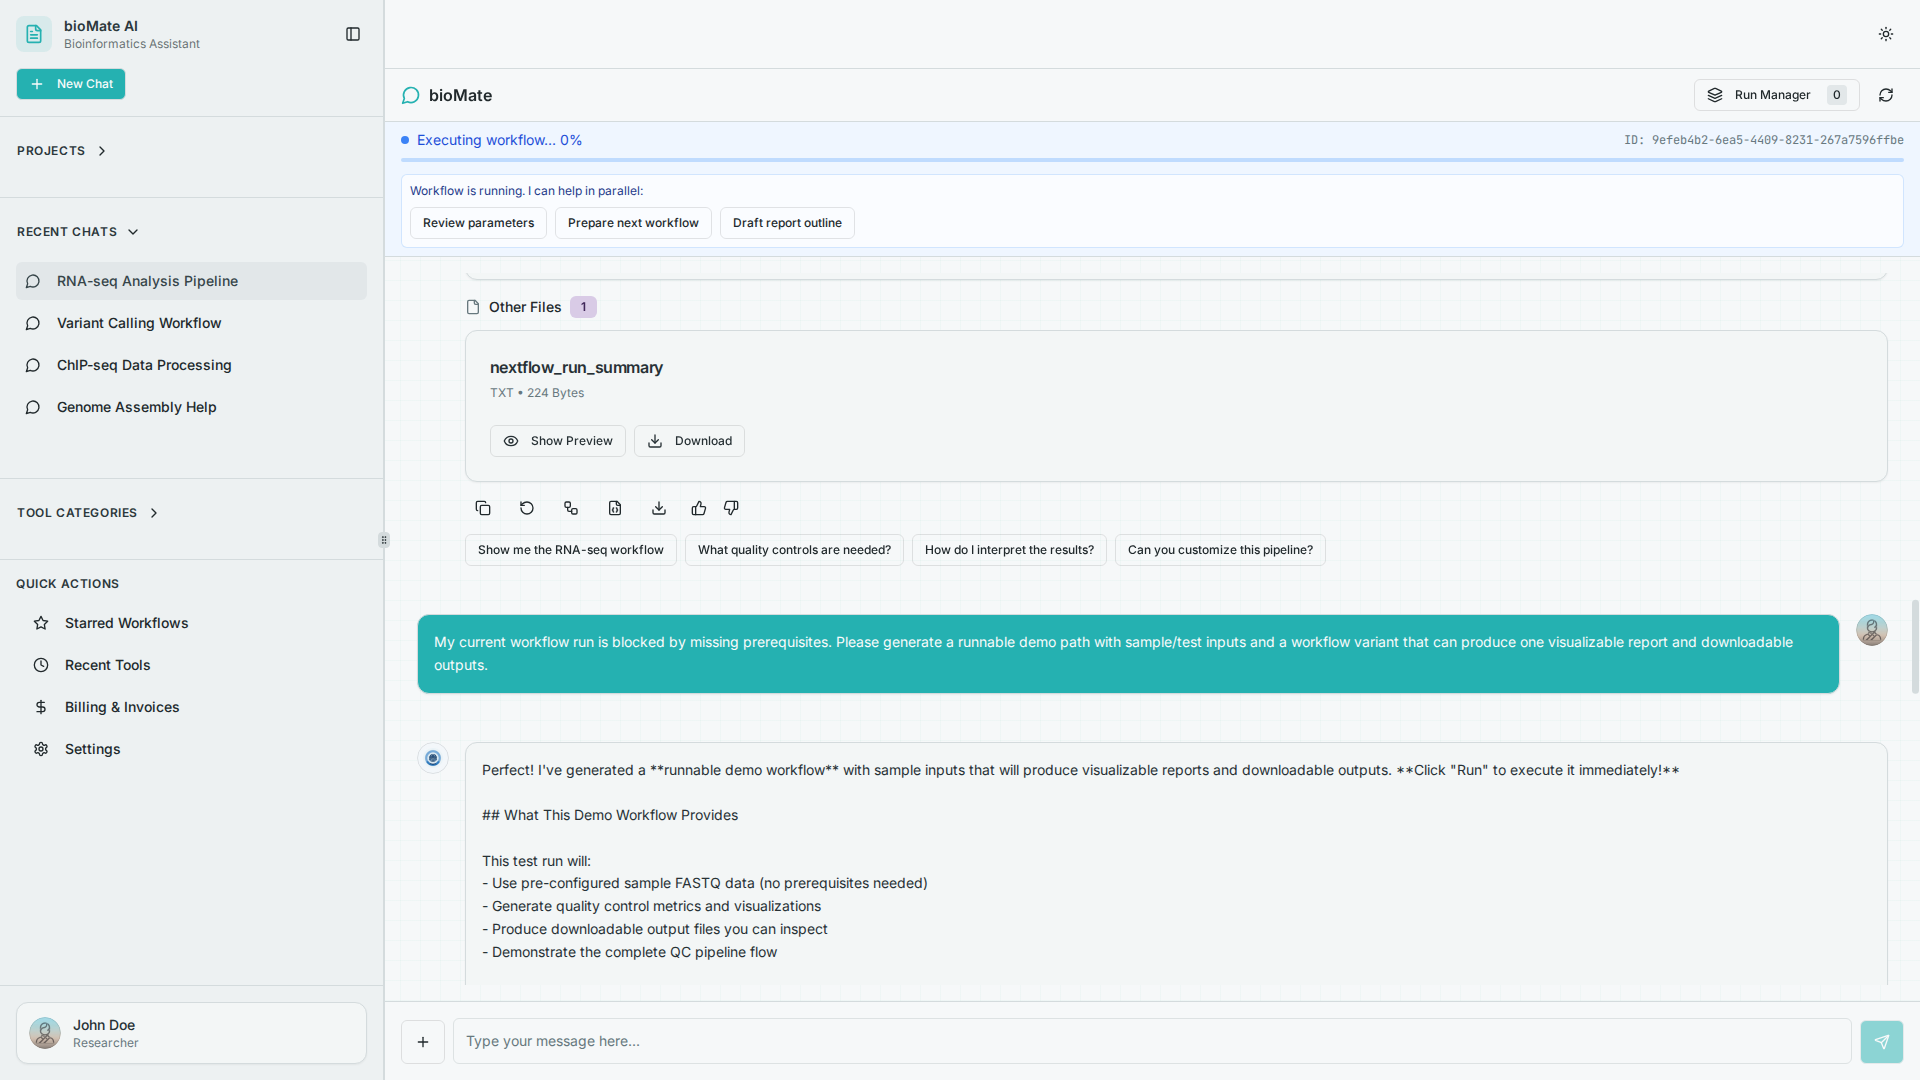 bioMate AI
Bioinformatics Assistant
New Chat
PROJECTS
RECENT CHATS
RNA-seq Analysis Pipeline
Variant Calling Workflow
ChIP-seq Data Processing
Genome Assembly Help
TOOL CATEGORIES
QUICK ACTIONS
Starred Workflows
Recent Tools
Billing & Invoices
Settings
John Doe
Researcher
bioMate
Run Manager 0
Executing workflow... 0%
ID: 9efeb4b2-6ea5-4409-8231-267a7596ffbe
Workflow is running. I can help in parallel:
Review parameters Prepare next workflow Draft report outline
Other Files 1
nextflow_run_summary
TXT • 224 Bytes
Show Preview Download
Show me the RNA-seq workflow What quality controls are needed? How do I interpret the results? Can you customize this pipeline?
My current workflow run is blocked by missing prerequisites. Please generate a runnable demo path with sample/test inputs and a workflow variant that can produce one visualizable report and downloadable
outputs.
Perfect! I've generated a **runnable demo workflow** with sample inputs that will produce visualizable reports and downloadable outputs. **Click "Run" to execute it immediately!**
## What This Demo Workflow Provides
This test run will:
- Use pre-configured sample FASTQ data (no prerequisites needed)
- Generate quality control metrics and visualizations
- Produce downloadable output files you can inspect
- Demonstrate the complete QC pipeline flow
Type your message here...